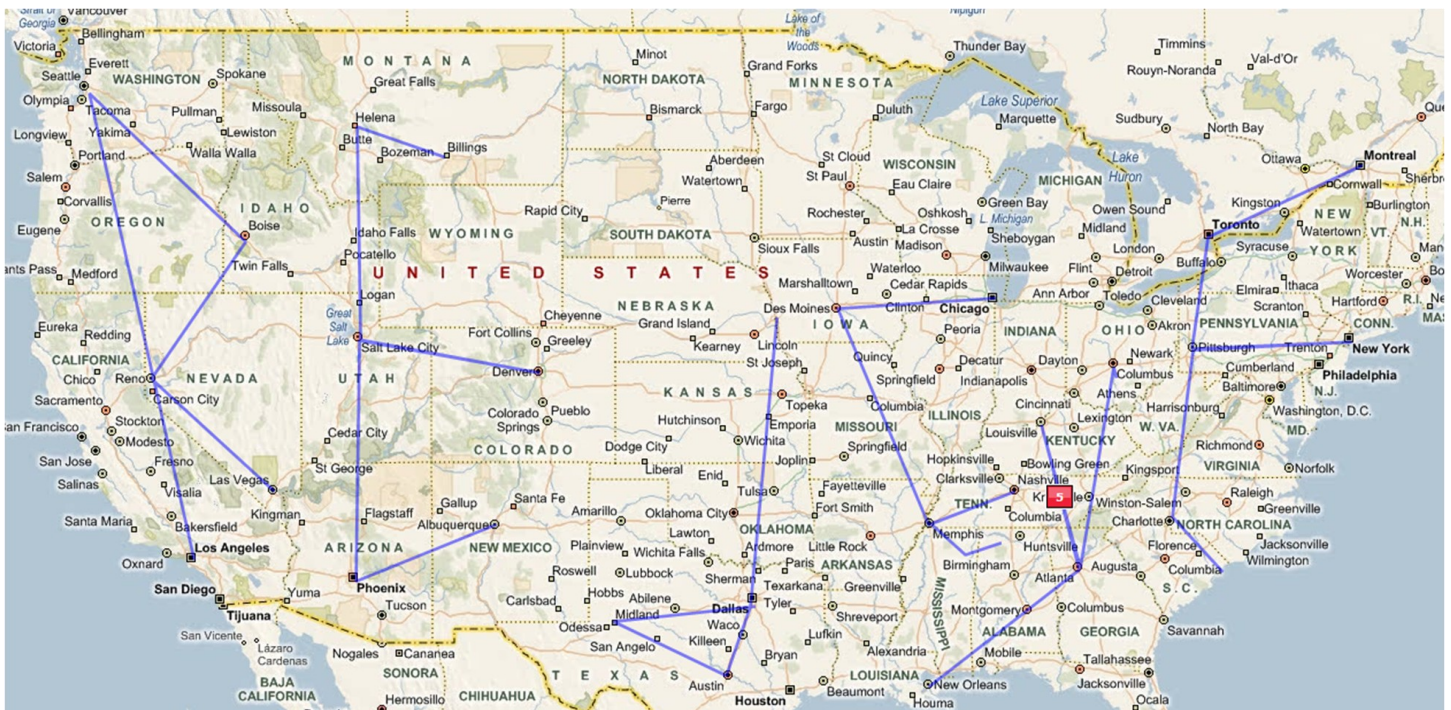 Strait of
Georgia
Vancouver
Victoria
Bellingham
Everett
Seattle
WASHINGTON
Spokane
Olympia
Tacoma
Yakima
Pullman
Lewiston
Longview
Walla Walla
Portland
Salem
Corvallis
OREGON
Eugene
ants Pass
Medford
MONTANA
Great Falls
Missoula
Helena
Butte
Bozeman
Billings
IDAHO
Boise
Twin Falls
Idaho Falls
Pocatello
WYOMING
Logan
Great
Salt
Lake
Salt Lake City
UNITED STATES
Minot
NORTH DAKOTA
Grand Forks
Bismarck
Fargo
Aberdeen
Watertown
Pierre
Rapid City
SOUTH DAKOTA
Sioux Falls
Lake of
the
Woods
Nipigon
Thunder Bay
MINNESOTA
Duluth
Lake Superior
Marquette
St Cloud
St Paul
WISCONSIN
Eau Claire
Rochester
Austin
La Crosse
Madison
Oshkosh
Green Bay
L. Michigan
Sheboygan
Milwaukee
MICHIGAN
Lake
Huron
Timmins
Rouyn-Noranda
Val-d'Or
Sudbury
North Bay
Ottawa
Montreal
Cornwall
Kingston
Owen Sound
Midland
Toronto
London
Flint
Detroit
Ann Arbor
Toledo
Buffalo
Syracuse
Watertown
NEW
YORK
Burlington
VT.
N.H.
Worcester
Hartford
R.I.
CONN.
Elmira
Ithaca
Scranton
Cleveland
Akron
PENNSYLVANIA
Pittsburgh
Trenton
New York
Philadelphia
N.J.
Cumberland
Baltimore
Washington, D.C.
MD.
Harrisonburg
W. VA.
Richmond
VIRGINIA
Norfolk
Eureka
Redding
CALIFORNIA
Chico
Reno
NEVADA
Carson City
Sacramento
Stockton
an Francisco
Modesto
San Jose
Fresno
Salinas
Visalia
Las Vegas
Santa Maria
Bakersfield
Oxnard
Los Angeles
San Diego
Tijuana
San Vicente
Lázaro
Cardenas
BAJA
CALIFORNIA
UTAH
Cedar City
St George
Kingman
Flagstaff
ARIZONA
Phoenix
Yuma
Tucson
Nogales
Cananea
SONORA
Hermosillo
CHIHUAHUA
Cheyenne
Fort Collins
Greeley
Denver
Colorado
Springs
Pueblo
COLORADO
Gallup
Santa Fe
Albuquerque
NEW MEXICO
Roswell
Carlsbad
Hobbs
NEBRASKA
Grand Island
Kearney
Lincoln
St Joseph
KANSAS
Topeka
Hutchinson
Emporia
Dodge City
Wichita
Liberal
Joplin
Enid
Tulsa
Amarillo
Oklahoma City
OKLAHOMA
Lawton
Ardmore
Plainview
Wichita Falls
Lubbock
Sherman
Paris
Texarkana
Abilene
Midland
Dallas
Tyler
Odessa
San Angelo
Waco
Killeen
Bryan
Lufkin
TEXAS
Austin
Houston
Beaumont
Waterloo
Marshalltown
Cedar Rapids
Des Moines
IOWA
Clinton
Chicago
Peoria
Quincy
Springfield
Decatur
ILLINOIS
INDIANA
Indianapolis
OHIO
Dayton
Newark
Columbus
Cincinnati
Athens
Columbia
MISSOURI
Springfield
Louisville
Lexington
KENTUCKY
Hopkinsville
Bowling Green
Clarksville
Nashville
Kingsport
TENN.
5
Columbia
Memphis
Huntsville
Fayetteville
Fort Smith
Little Rock
ARKANSAS
Greenville
MISSISSIPPI
Shreveport
Alexandria
LOUISIANA
New Orleans
Houma
Birmingham
Atlanta
Montgomery
ALABAMA
Mobile
Columbus
GEORGIA
Augusta
Savannah
Tallahassee
Jacksonville
Ocala
Winston-Salem
Raleigh
Greenville
Charlotte
NORTH CAROLINA
Jacksonville
Wilmington
Florence
Columbia
S. C.